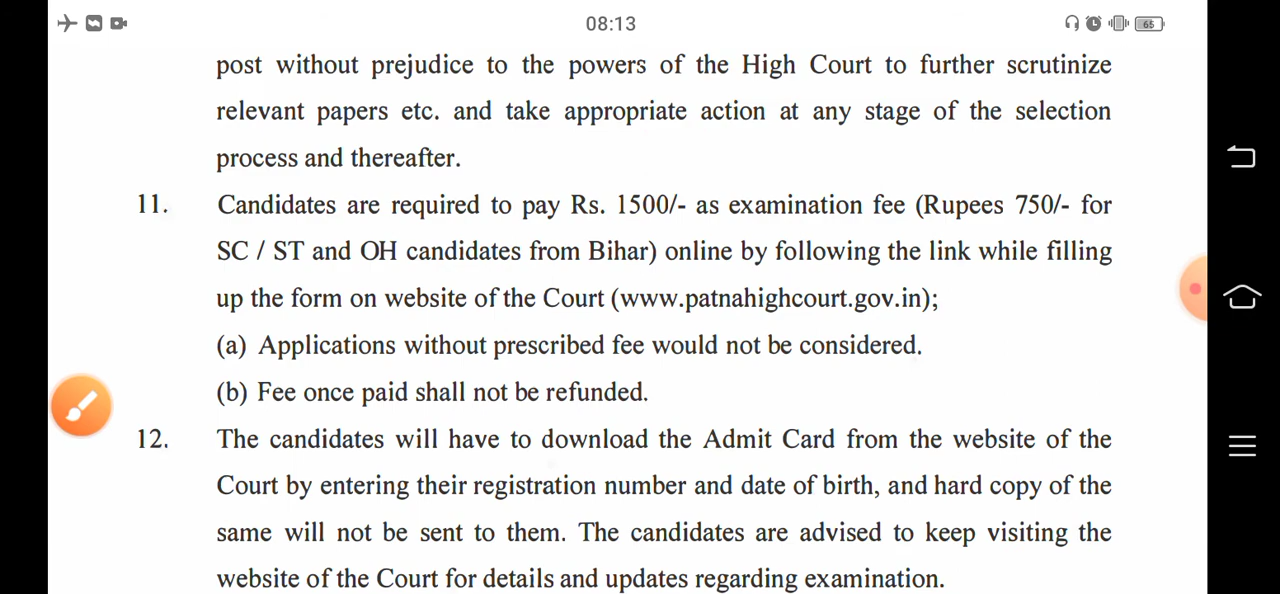 08:13
65
post without prejudice to the powers of the High Court to further scrutinize
relevant papers etc. and take appropriate action at any stage of the selection
process and thereafter.
11. Candidates are required to pay Rs. 1500/- as examination fee (Rupees 750/- for
SC / ST and OH candidates from Bihar) online by following the link while filling
up the form on website of the Court (www.patnahighcourt.gov.in);
(a) Applications without prescribed fee would not be considered.
(b) Fee once paid shall not be refunded.
12. The candidates will have to download the Admit Card from the website of the
Court by entering their registration number and date of birth, and hard copy of the
same will not be sent to them. The candidates are advised to keep visiting the
website of the Court for details and updates regarding examination.